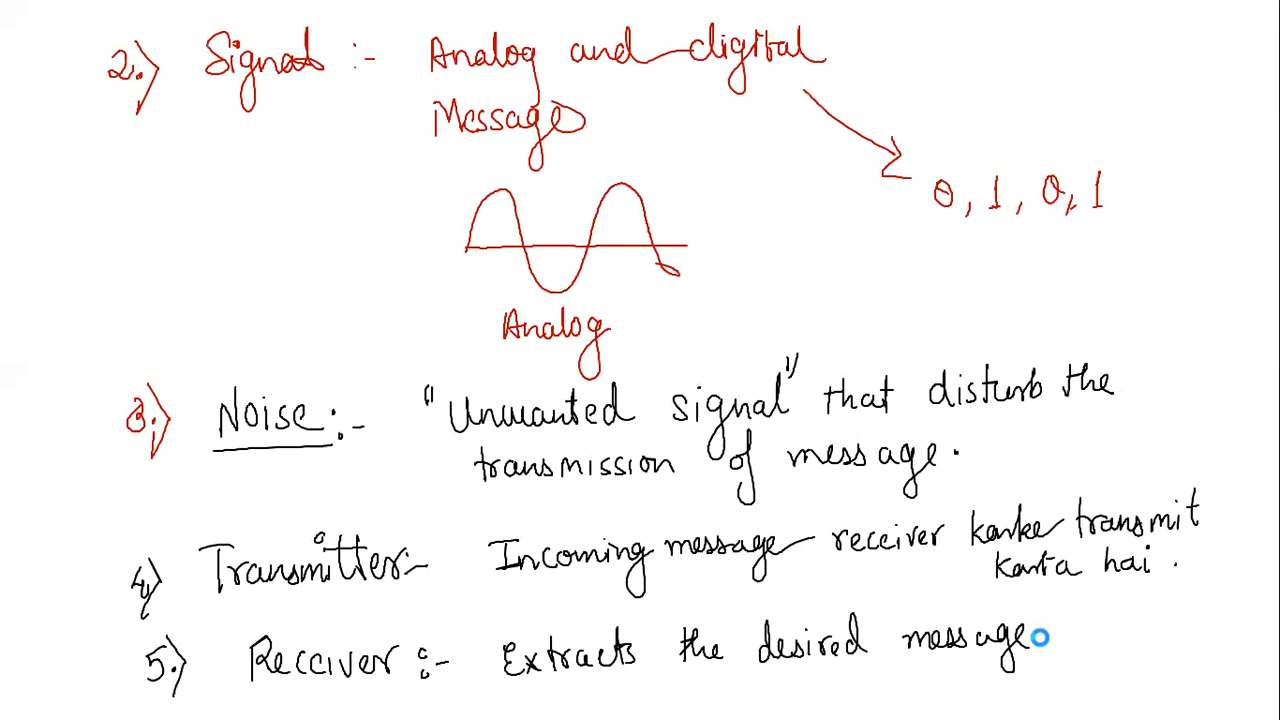 2.) Signal :- Analog and digital
Message
0, 1, 0, 1
Analog
3.) Noise :- "Unwanted signal" that disturb the
transmission of message.
4) Transmitter:- Incoming message receiver karke transmit
karta hai.
5.) Receiver :- Extracts the desired message